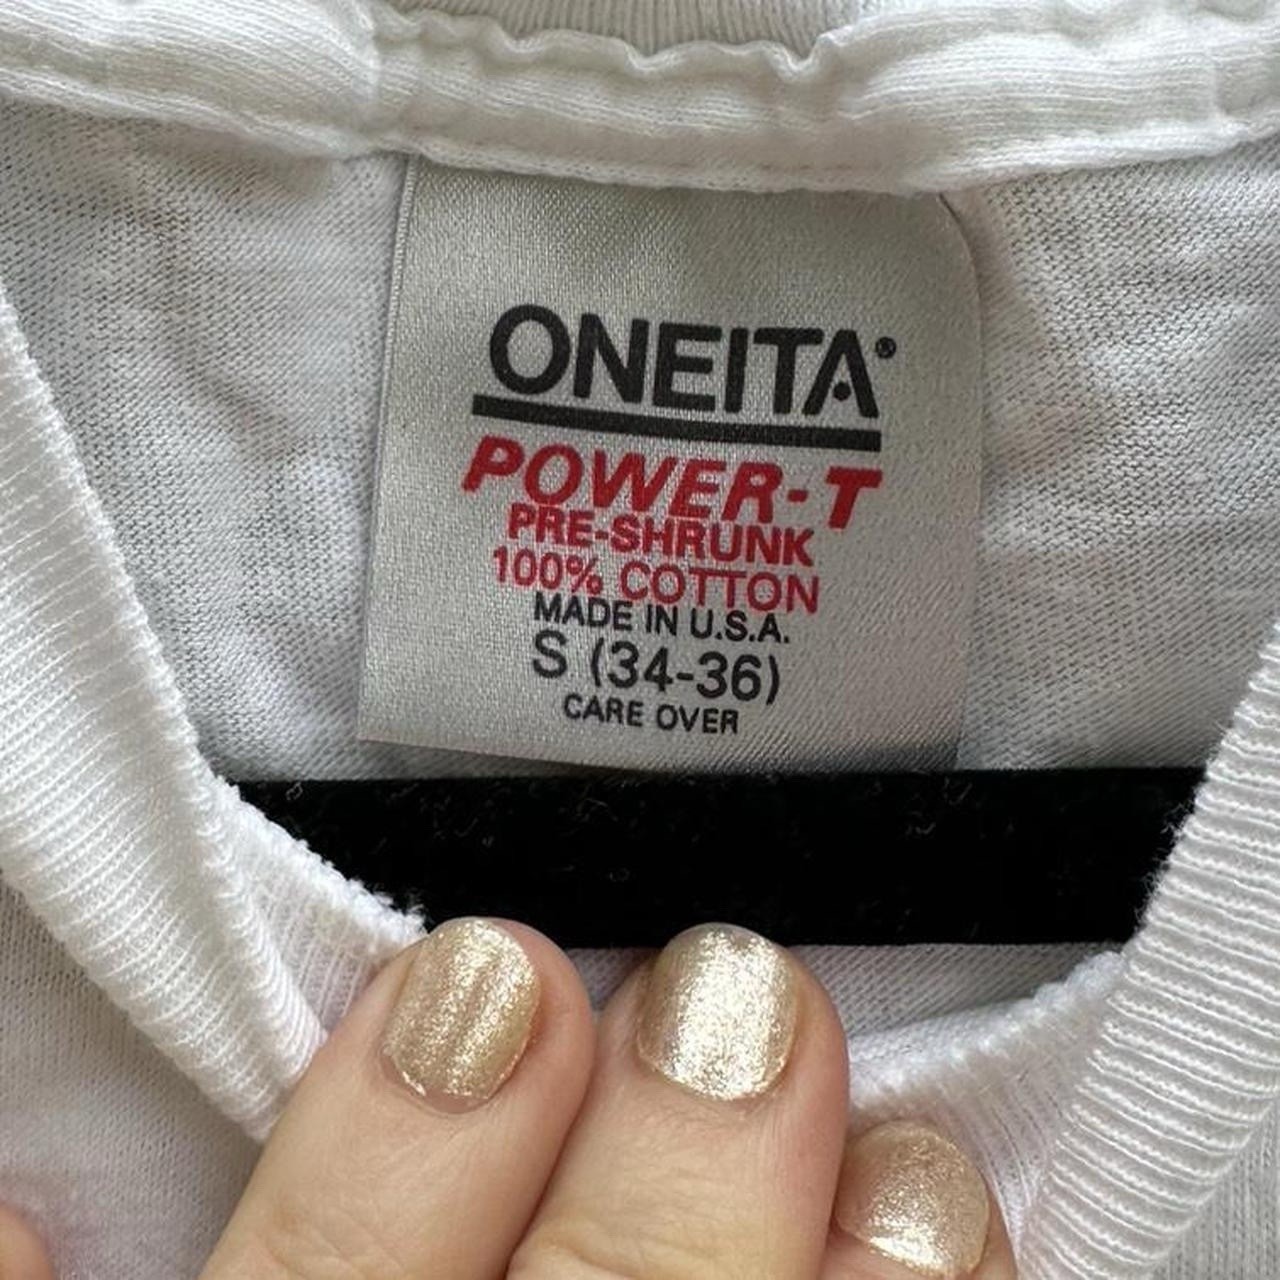 ONEITA®
POWER-T
PRE-SHRUNK
100% COTTON
MADE IN U.S.A.
S (34-36)
CARE OVER